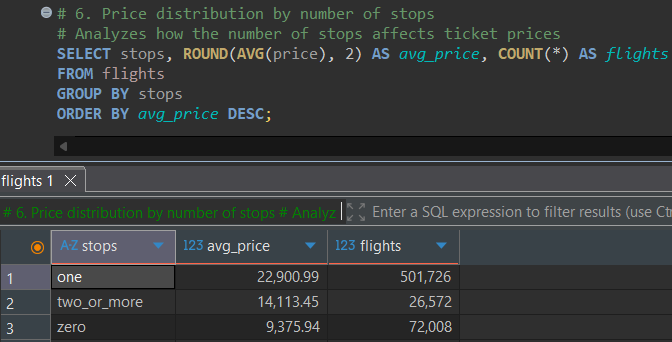 # 6. Price distribution by number of stops
# Analyzes how the number of stops affects ticket prices
SELECT stops, ROUND(AVG(price), 2) AS avg_price, COUNT(*) AS flights
FROM flights
GROUP BY stops
ORDER BY avg_price DESC;
flights 1
# 6. Price distribution by number of stops # Analyz Enter a SQL expression to filter results (use Ctr
A-Z stops 123 avg_price 123 flights
1 one 22,900.99 501,726
2 two_or_more 14,113.45 26,572
3 zero 9,375.94 72,008